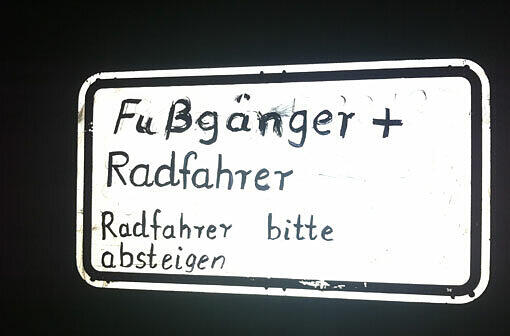 Fußgänger +
Radfahrer
Radfahrer bitte
absteigen